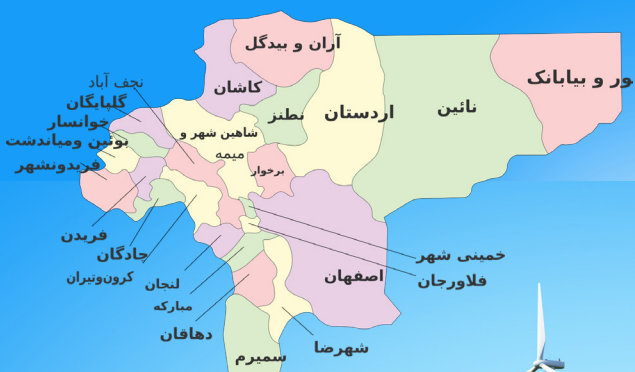 آران و بیدگل
ور و بیابانک
نجف آباد
کاشان
گلپایگان
نائین
اردستان
نطنز
خوانسار
شاهین شهر و
میمه
بوئین ومیاندشت
فریدونشهر
برخوار
فریدن
چادگان
خمینی شهر
کرون‌وتیران
اصفهان
فلاورجان
لنجان
مبارکه
دهاقان
شهرضا
سمیرم